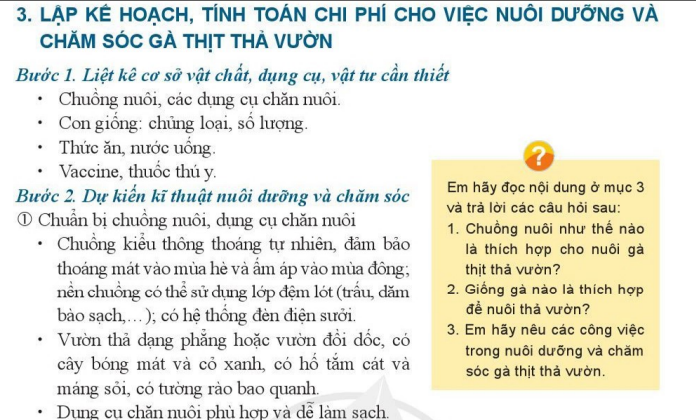 3. LẬP KẾ HOẠCH, TÍNH TOÁN CHI PHÍ CHO VIỆC NUÔI DƯỠNG VÀ
CHĂM SÓC GÀ THỊT THẢ VƯỜN
Bước 1. Liệt kê cơ sở vật chất, dụng cụ, vật tư cần thiết
• Chuồng nuôi, các dụng cụ chăn nuôi.
• Con giống: chủng loại, số lượng.
• Thức ăn, nước uống.
• Vaccine, thuốc thú y.
Bước 2. Dự kiến kĩ thuật nuôi dưỡng và chăm sóc
① Chuẩn bị chuồng nuôi, dụng cụ chăn nuôi
• Chuồng kiểu thông thoáng tự nhiên, đảm bảo
thoáng mát vào mùa hè và ấm áp vào mùa đông;
nền chuồng có thể sử dụng lớp đệm lót (trấu, dăm
bào sạch,...); có hệ thống đèn điện sưởi.
• Vườn thả dạng phẳng hoặc vườn đồi dốc, có
cây bóng mát và cỏ xanh, có hố tắm cát và
máng sỏi, có tường rào bao quanh.
• Dụng cụ chăn nuôi phù hợp và dễ làm sạch.
?
Em hãy đọc nội dung ở mục 3
và trả lời các câu hỏi sau:
1. Chuồng nuôi như thế nào
là thích hợp cho nuôi gà
thịt thả vườn?
2. Giống gà nào là thích hợp
để nuôi thả vườn?
3. Em hãy nêu các công việc
trong nuôi dưỡng và chăm
sóc gà thịt thả vườn.